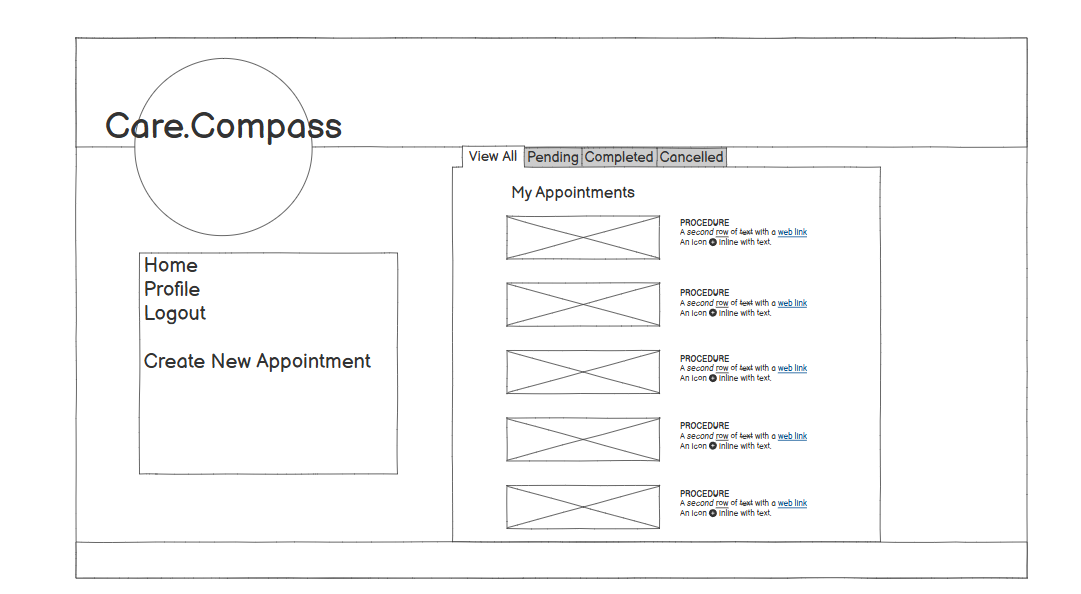 Care.Compass
View All Pending Completed Cancelled
My Appointments
Home
Profile
Logout
Create New Appointment
PROCEDURE
A second row of text with a web link
An icon inline with text.
PROCEDURE
A second row of text with a web link
An icon inline with text.
PROCEDURE
A second row of text with a web link
An icon inline with text.
PROCEDURE
A second row of text with a web link
An icon inline with text.
PROCEDURE
A second row of text with a web link
An icon inline with text.